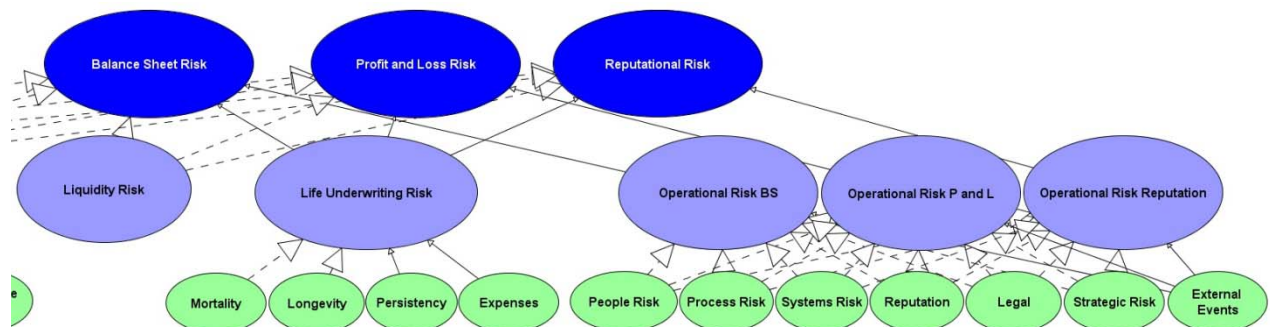 Balance Sheet Risk
Profit and Loss Risk
Reputational Risk
Liquidity Risk
Life Underwriting Risk
Operational Risk BS
Operational Risk P and L
Operational Risk Reputation
e
Mortality
Longevity
Persistency
Expenses
People Risk
Process Risk
Systems Risk
Reputation
Legal
Strategic Risk
External
Events